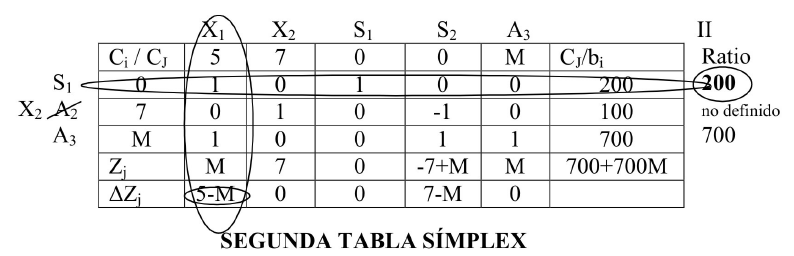 X₁ X₂ S₁ S₂ A₃ II
Cᵢ / Cⱼ 5 7 0 0 M Cⱼ/bᵢ Ratio
S₁ 0 1 0 1 0 0 200 200
X₂ A₂ 7 0 1 0 -1 0 100 no definido
A₃ M 1 0 0 1 1 700 700
Zⱼ M 7 0 -7+M M 700+700M
ΔZⱼ 5-M 0 0 7-M 0
SEGUNDA TABLA SÍMPLEX